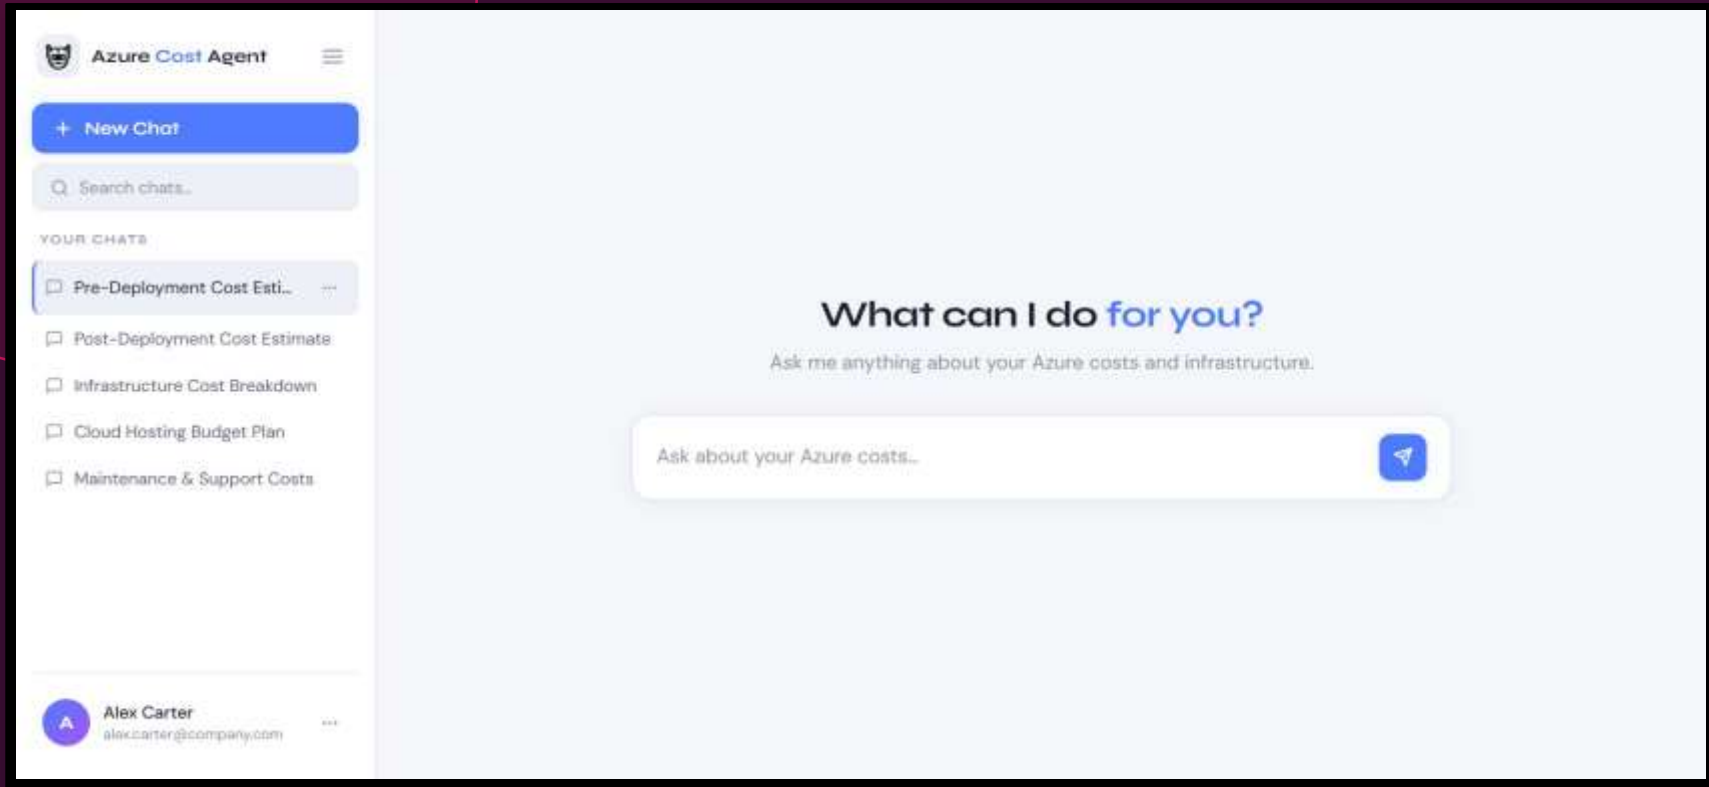 Azure Cost Agent
+ New Chat
Search chats...
YOUR CHATS
Pre-Deployment Cost Esti...
Post-Deployment Cost Estimate
Infrastructure Cost Breakdown
Cloud Hosting Budget Plan
Maintenance & Support Costs
A
Alex Carter
alex.carter@company.com
What can I do for you?
Ask me anything about your Azure costs and infrastructure.
Ask about your Azure costs...